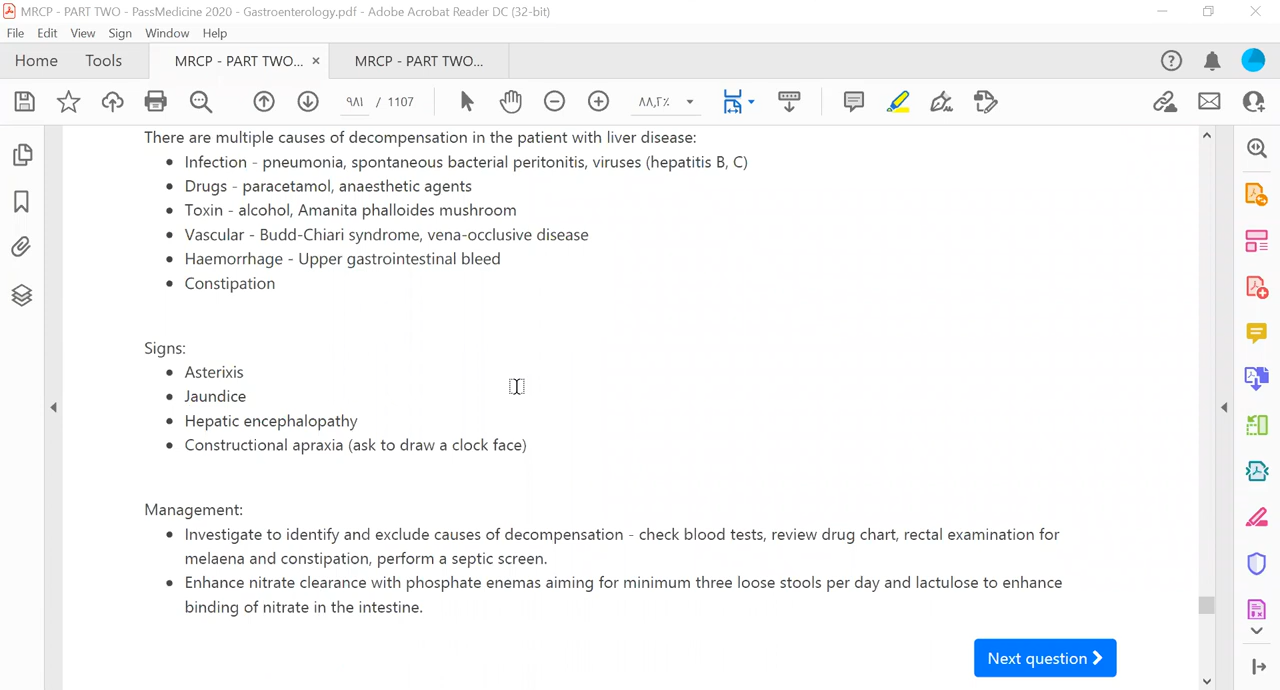 MRCP - PART TWO - PassMedicine 2020 - Gastroenterology.pdf - Adobe Acrobat Reader DC (32-bit)
File Edit View Sign Window Help
Home Tools MRCP - PART TWO... × MRCP - PART TWO...
٩٨١ / 1107 ٨٨,٢٪
There are multiple causes of decompensation in the patient with liver disease:
• Infection - pneumonia, spontaneous bacterial peritonitis, viruses (hepatitis B, C)
• Drugs - paracetamol, anaesthetic agents
• Toxin - alcohol, Amanita phalloides mushroom
• Vascular - Budd-Chiari syndrome, vena-occlusive disease
• Haemorrhage - Upper gastrointestinal bleed
• Constipation
Signs:
• Asterixis
• Jaundice
• Hepatic encephalopathy
• Constructional apraxia (ask to draw a clock face)
Management:
• Investigate to identify and exclude causes of decompensation - check blood tests, review drug chart, rectal examination for
melaena and constipation, perform a septic screen.
• Enhance nitrate clearance with phosphate enemas aiming for minimum three loose stools per day and lactulose to enhance
binding of nitrate in the intestine.
Next question